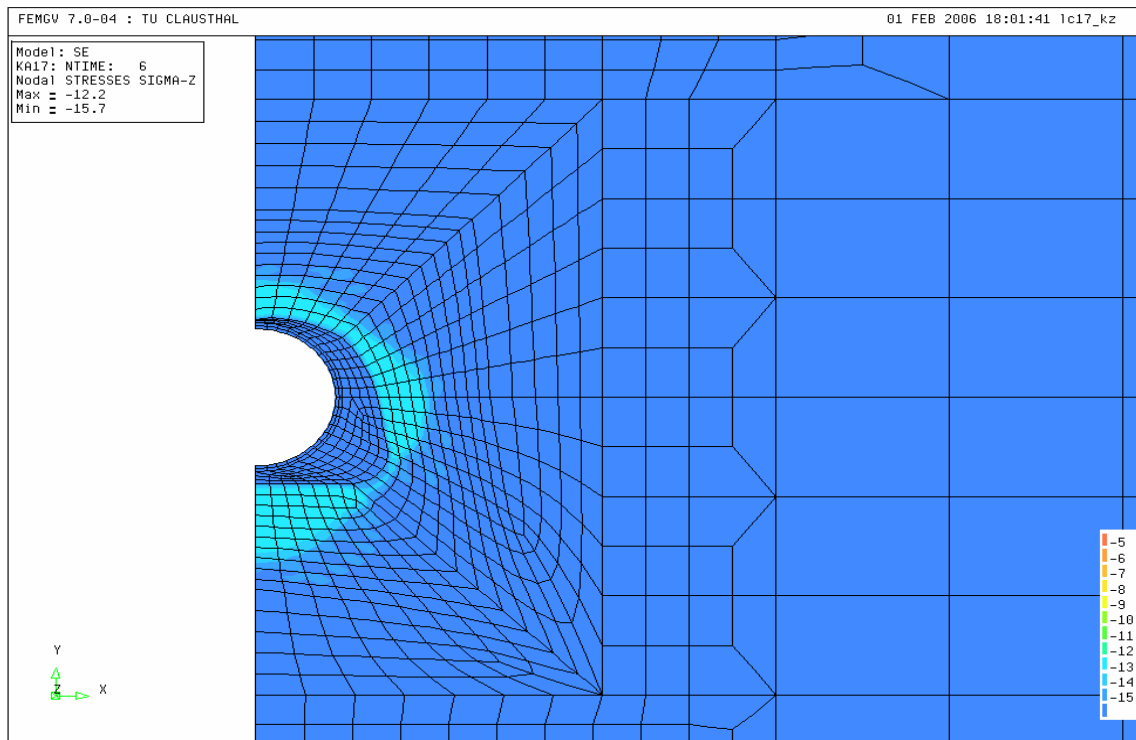 FEMGV 7.0-04 : TU CLAUSTHAL
01 FEB 2006 18:01:41 lc17_kz
Model: SE
KA17: NTIME: 6
Nodal STRESSES SIGMA-Z
Max = -12.2
Min = -15.7
-5
-6
-7
-8
-9
-10
-11
-12
-13
-14
-15
Y
Z X